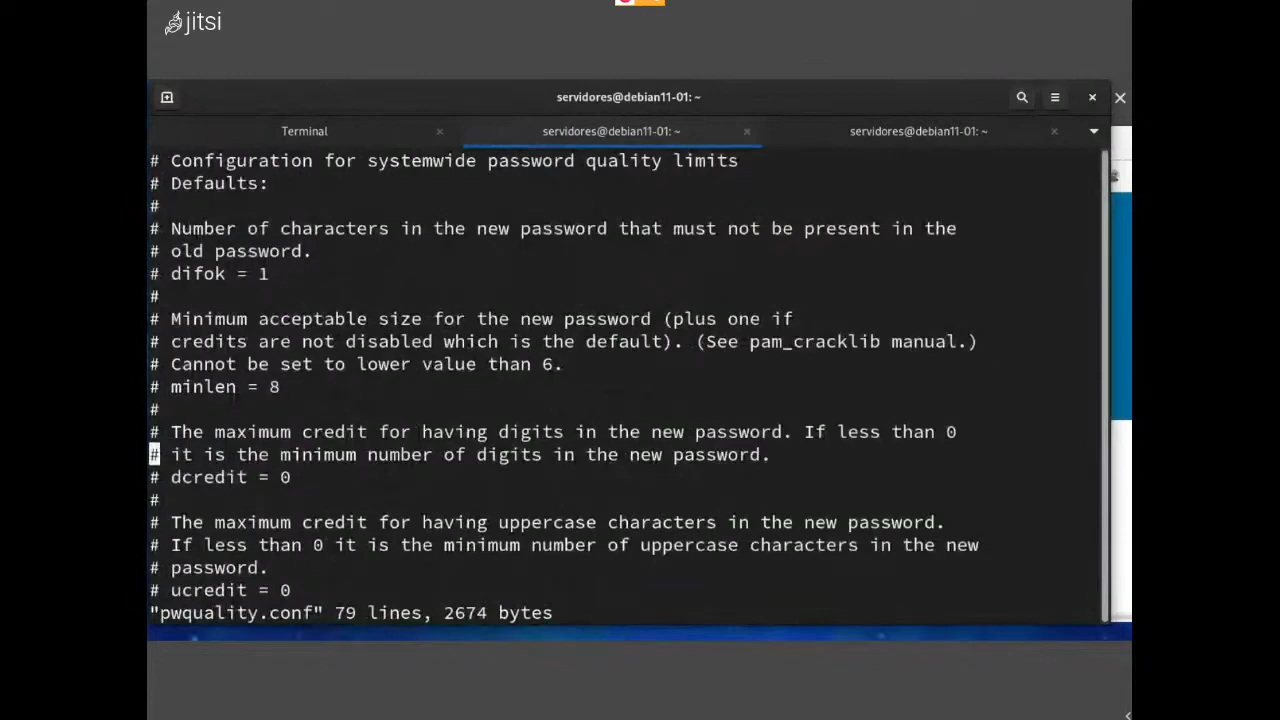 jitsi
servidores@debian11-01: ~
Terminal
servidores@debian11-01: ~
servidores@debian11-01: ~
# Configuration for systemwide password quality limits
# Defaults:
#
# Number of characters in the new password that must not be present in the
# old password.
# difok = 1
#
# Minimum acceptable size for the new password (plus one if
# credits are not disabled which is the default). (See pam_cracklib manual.)
# Cannot be set to lower value than 6.
# minlen = 8
#
# The maximum credit for having digits in the new password. If less than 0
# it is the minimum number of digits in the new password.
# dcredit = 0
#
# The maximum credit for having uppercase characters in the new password.
# If less than 0 it is the minimum number of uppercase characters in the new
# password.
# ucredit = 0
"pwquality.conf" 79 lines, 2674 bytes